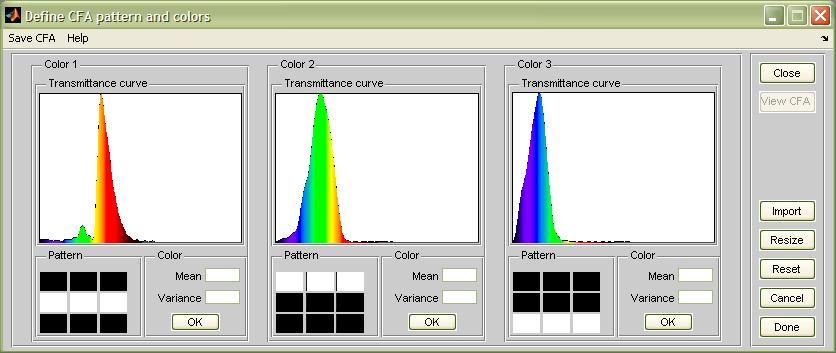 Define CFA pattern and colors
Save CFA Help
Color 1 Color 2 Color 3
Transmittance curve Transmittance curve Transmittance curve
Close
View CFA
Import
Resize
Reset
Cancel
Done
Pattern Color Pattern Color Pattern Color
Mean Mean Mean
Variance Variance Variance
OK OK OK